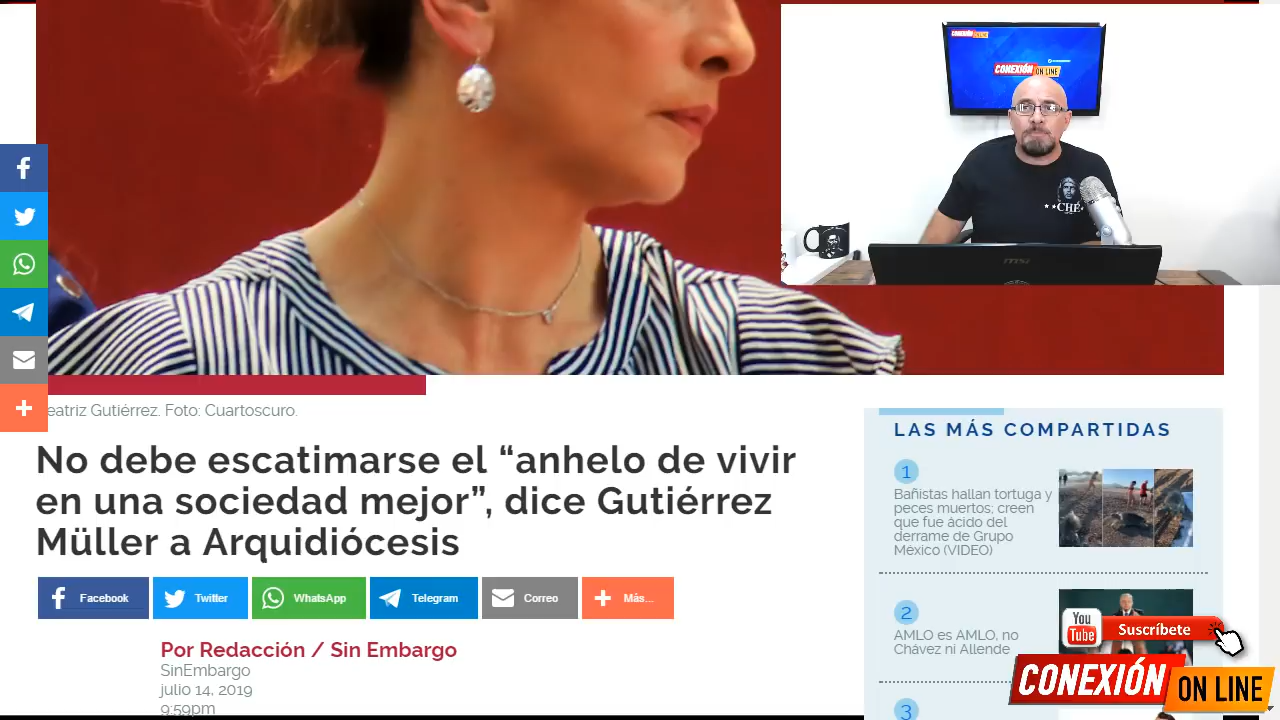 CONEXIÓN
CONEXIÓN ON LINE
CHE
msi
eatriz Gutiérrez. Foto: Cuartoscuro.
No debe escatimarse el “anhelo de vivir
en una sociedad mejor”, dice Gutiérrez
Müller a Arquidiócesis
Facebook
Twitter
WhatsApp
Telegram
Correo
Más...
Por Redacción / Sin Embargo
SinEmbargo
julio 14, 2019
9:59pm
LAS MÁS COMPARTIDAS
1
Bañistas hallan tortuga y
peces muertos; creen
que fue ácido del
derrame de Grupo
México (VIDEO)
2
AMLO es AMLO, no
Chávez ni Allende
3
You
Tube
Suscríbete
CONEXIÓN
ON LINE